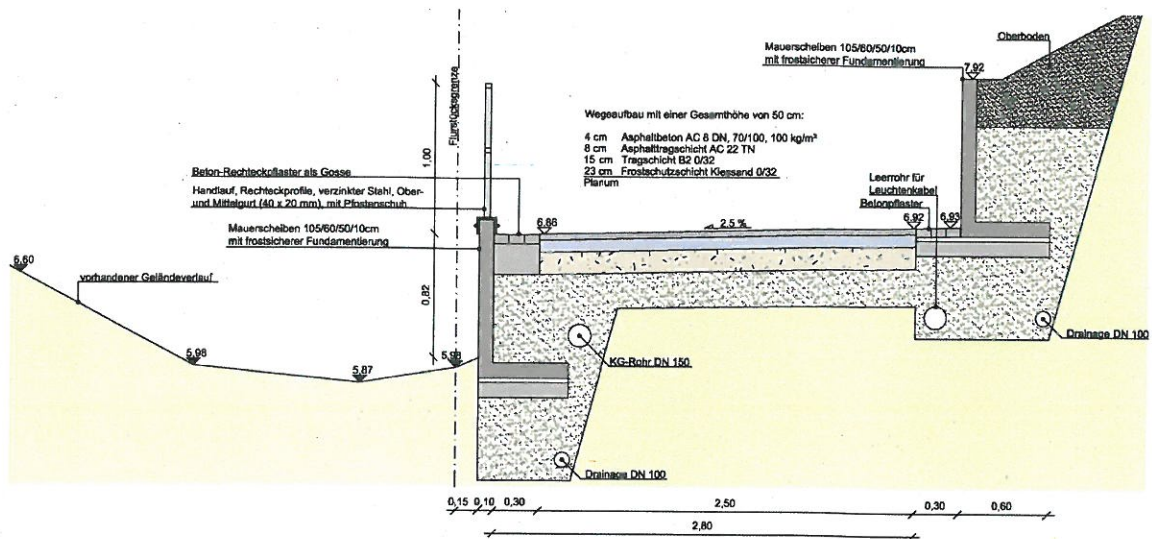 Oberboden
Mauerscheiben 105/60/50/10cm
mit frostsicherer Fundamentierung
7,92
Flurstücksgrenze
Wegeaufbau mit einer Gesamthöhe von 50 cm:
4 cm Asphaltbeton AC 8 DN, 70/100, 100 kg/m²
8 cm Asphalttragschicht AC 22 TN
15 cm Tragschicht B2 0/32
23 cm Frostschutzschicht Kiessand 0/32
Planum
1,00
Beton-Rechteckpflaster als Gosse
Handlauf, Rechteckprofile, verzinkter Stahl, Ober-
und Mittelgurt (40 x 20 mm), mit Pfostenschuh
Leerrohr für
Leuchtenkabel
Betonpflaster
Mauerscheiben 105/60/50/10cm
mit frostsicherer Fundamentierung
6,86
2,5 %
6,92
6,93
6,60
vorhandener Geländeverlauf
0,82
Drainage DN 100
5,98
5,98
KG-Rohr DN 150
5,87
Drainage DN 100
0,15
0,10
0,30
2,50
0,30
0,60
2,80